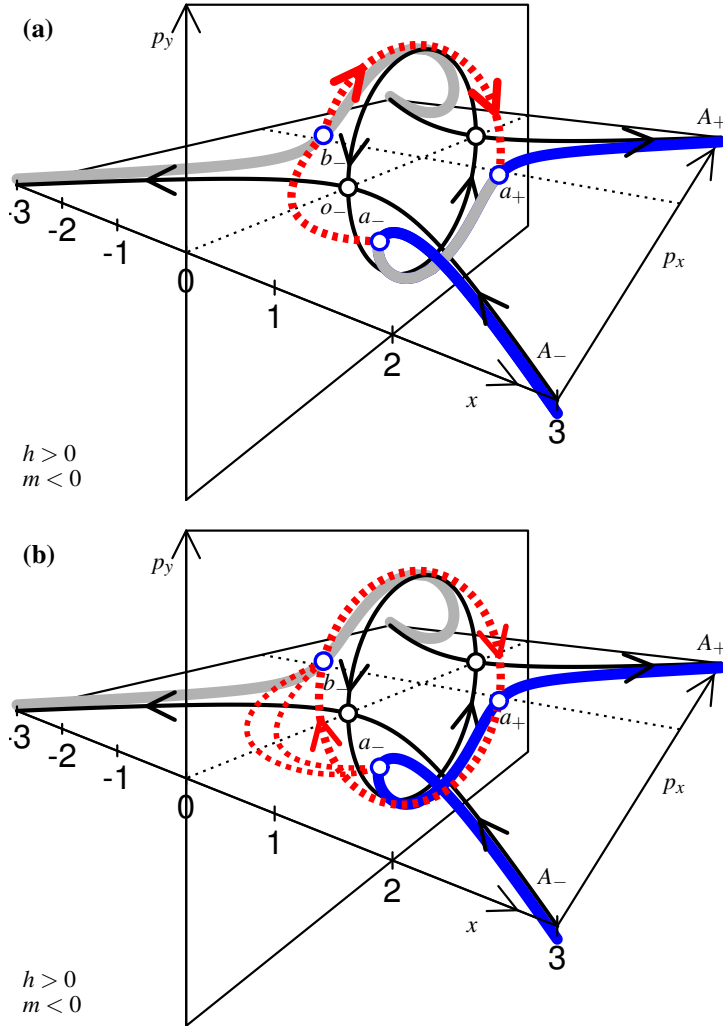 (a)
p_y
A_+
b_-
o_-
a_-
a_+
-3
-2
-1
0
p_x
1
2
A_-
x
3
h > 0
m < 0
(b)
p_y
A_+
b_-
a_-
a_+
-3
-2
-1
0
p_x
1
2
A_-
x
3
h > 0
m < 0